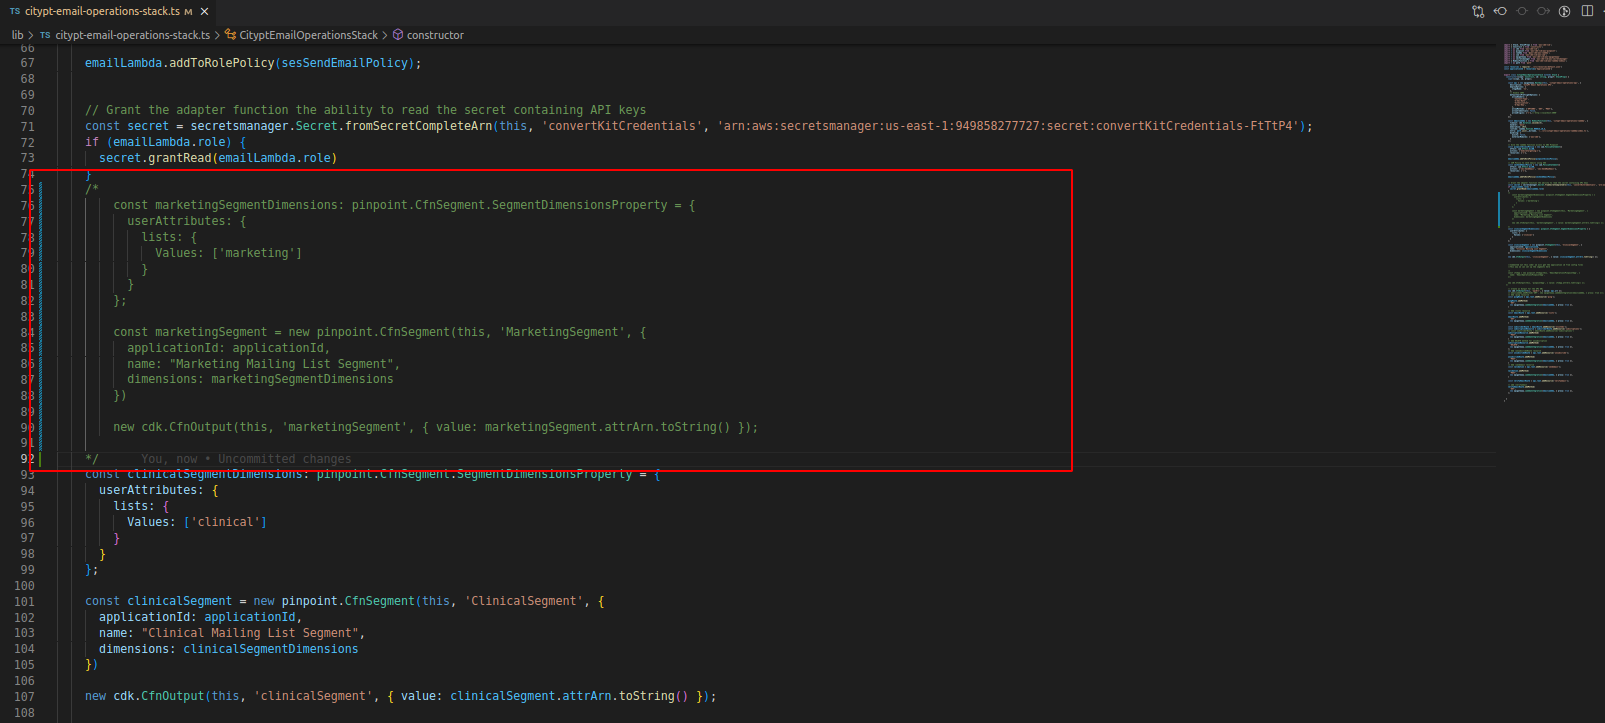 TS citypt-email-operations-stack.ts M
lib > TS citypt-email-operations-stack.ts > CityptEmailOperationsStack > constructor
66
67 emailLambda.addToRolePolicy(sesSendEmailPolicy);
68
69
70 // Grant the adapter function the ability to read the secret containing API keys
71 const secret = secretsmanager.Secret.fromSecretCompleteArn(this, 'convertKitCredentials', 'arn:aws:secretsmanager:us-east-1:949858277727:secret:convertKitCredentials-FtTtP4');
72 if (emailLambda.role) {
73 secret.grantRead(emailLambda.role)
74 }
75 /*
76 const marketingSegmentDimensions: pinpoint.CfnSegment.SegmentDimensionsProperty = {
77 userAttributes: {
78 lists: {
79 Values: ['marketing']
80 }
81 }
82 };
83
84 const marketingSegment = new pinpoint.CfnSegment(this, 'MarketingSegment', {
85 applicationId: applicationId,
86 name: "Marketing Mailing List Segment",
87 dimensions: marketingSegmentDimensions
88 })
89
90 new cdk.CfnOutput(this, 'marketingSegment', { value: marketingSegment.attrArn.toString() });
91
92 */ You, now • Uncommitted changes
93 const clinicalSegmentDimensions: pinpoint.CfnSegment.SegmentDimensionsProperty = {
94 userAttributes: {
95 lists: {
96 Values: ['clinical']
97 }
98 }
99 };
100
101 const clinicalSegment = new pinpoint.CfnSegment(this, 'ClinicalSegment', {
102 applicationId: applicationId,
103 name: "Clinical Mailing List Segment",
104 dimensions: clinicalSegmentDimensions
105 })
106
107 new cdk.CfnOutput(this, 'clinicalSegment', { value: clinicalSegment.attrArn.toString() });
108